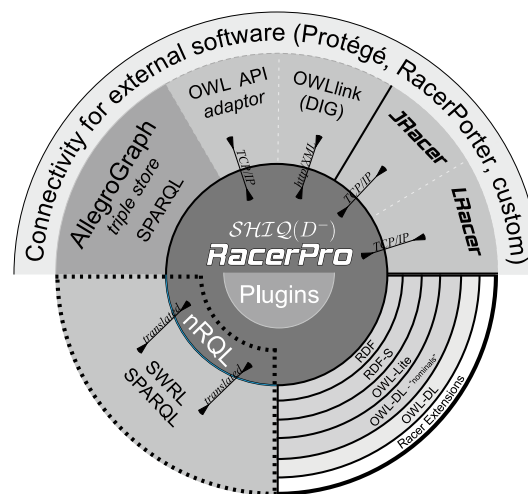 Connectivity for external software (Protégé, RacerPorter, custom)
AllegroGraph
triple store
SPARQL
OWL API
adaptor
TCP/IP
OWLlink
(DIG)
http/XML
JRacer
TCP/IP
LRacer
TCP/IP
SHIQ(D⁻)
RacerPro
Plugins
nRQL
translated
SWRL
SPARQL
translated
RDF
RDF-S
OWL-Lite
OWL-DL - "nominals"
OWL-DL
Racer Extensions